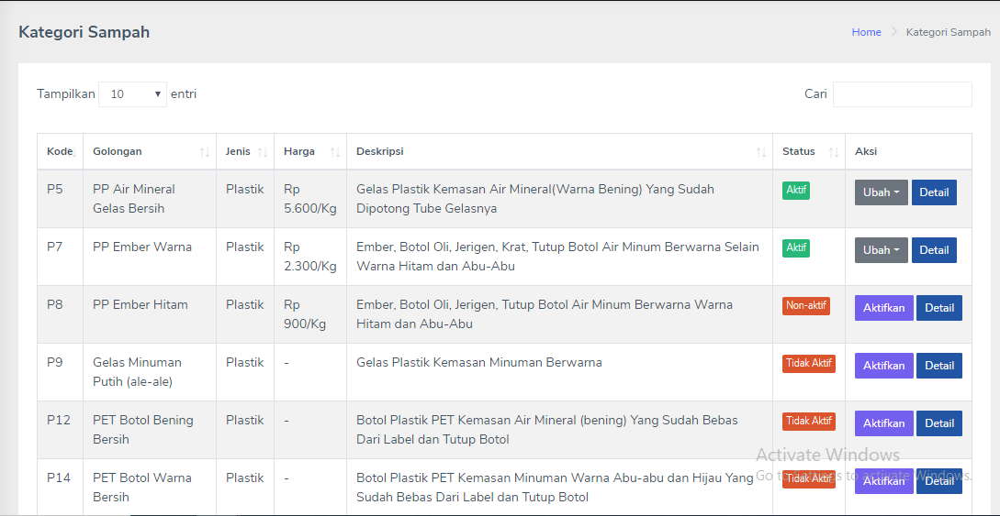 Kategori Sampah
Home > Kategori Sampah
Tampilkan 10 entri
Cari
Kode Golongan Jenis Harga Deskripsi Status Aksi
P5 PP Air Mineral Plastik Rp Gelas Plastik Kemasan Air Mineral(Warna Bening) Yang Sudah Aktif Ubah Detail
Gelas Bersih 5.600/Kg Dipotong Tube Gelasnya
P7 PP Ember Warna Plastik Rp Ember, Botol Oli, Jerigen, Krat, Tutup Botol Air Minum Berwarna Selain Aktif Ubah Detail
2.300/Kg Warna Hitam dan Abu-Abu
P8 PP Ember Hitam Plastik Rp Ember, Botol Oli, Jerigen, Tutup Botol Air Minum Berwarna Warna Non-aktif Aktifkan Detail
900/Kg Hitam dan Abu-Abu
P9 Gelas Minuman Plastik - Gelas Plastik Kemasan Minuman Berwarna Tidak Aktif Aktifkan Detail
Putih (ale-ale)
P12 PET Botol Bening Plastik - Botol Plastik PET Kemasan Air Mineral (bening) Yang Sudah Bebas Tidak Aktif Aktifkan Detail
Bersih Dari Label dan Tutup Botol
Activate Windows
P14 PET Botol Warna Plastik - Botol Plastik PET Kemasan Minuman Warna Abu-abu dan Hijau Yang Tidak Aktif Aktifkan Detail
Go to Settings to activate Windows.
Bersih Sudah Bebas Dari Label dan Tutup Botol